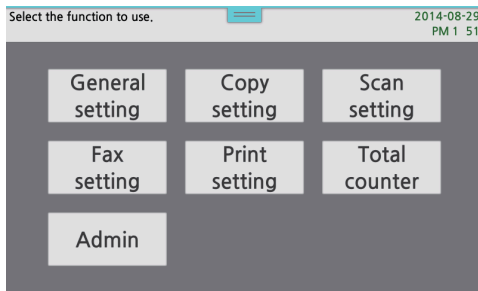 Select the function to use.
2014-08-29
PM 1 51
General
setting
Copy
setting
Scan
setting
Fax
setting
Print
setting
Total
counter
Admin